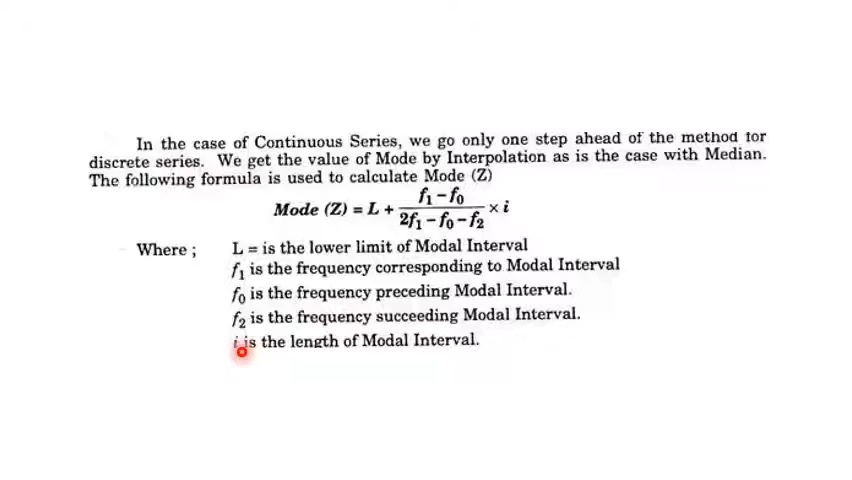 In the case of Continuous Series, we go only one step ahead of the method for
discrete series. We get the value of Mode by Interpolation as is the case with Median.
The following formula is used to calculate Mode (Z)
Mode (Z) = L + (f₁ − f₀) / (2f₁ − f₀ − f₂) × i
Where ; L = is the lower limit of Modal Interval
f₁ is the frequency corresponding to Modal Interval
f₀ is the frequency preceding Modal Interval.
f₂ is the frequency succeeding Modal Interval.
i is the length of Modal Interval.